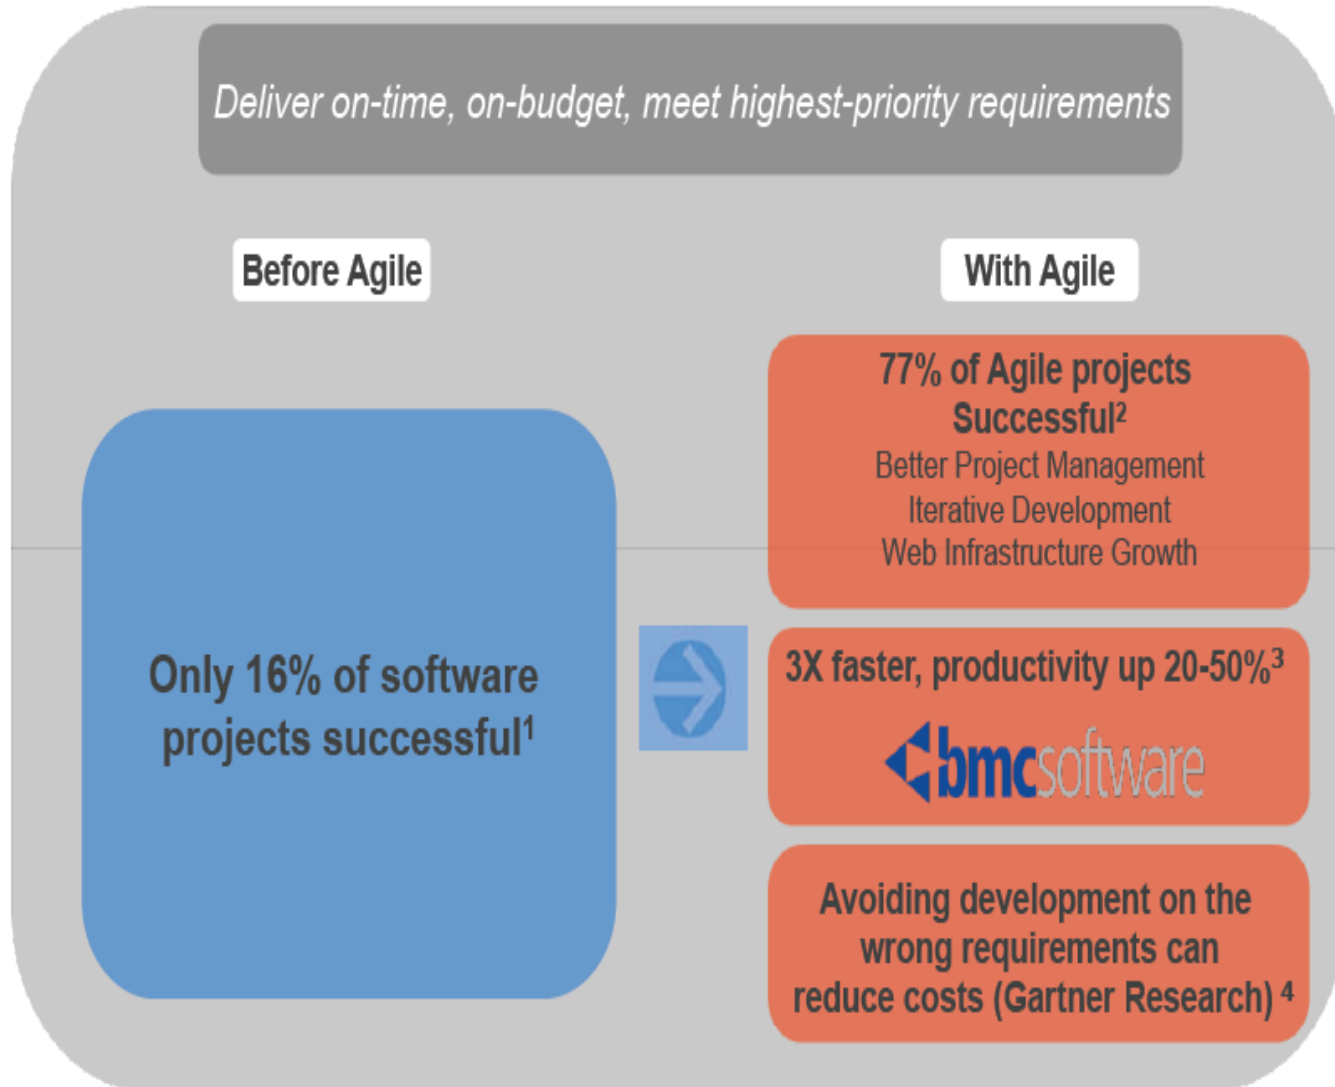 Deliver on-time, on-budget, meet highest-priority requirements
Before Agile
With Agile
Only 16% of software
projects successful¹
77% of Agile projects
Successful²
Better Project Management
Iterative Development
Web Infrastructure Growth
3X faster, productivity up 20-50%³
bmcsoftware
Avoiding development on the
wrong requirements can
reduce costs (Gartner Research) ⁴